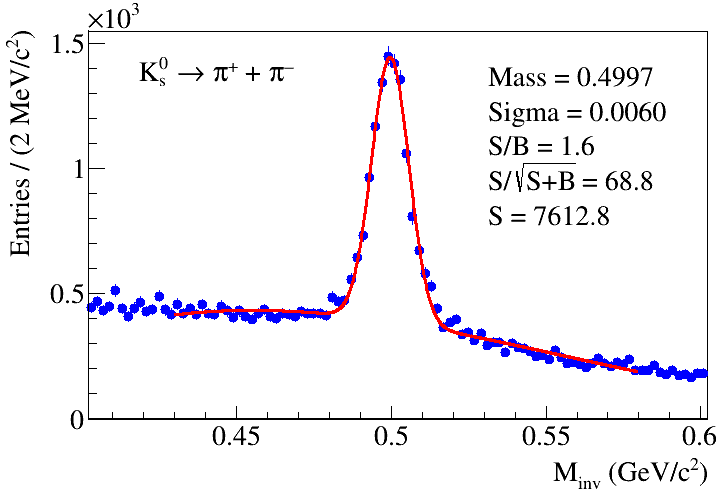 ×10³
1.5
1
0.5
0
Entries / (2 MeV/c²)
K⁰ₛ → π⁺ + π⁻
Mass = 0.4997
Sigma = 0.0060
S/B = 1.6
S/√S+B = 68.8
S = 7612.8
0.45 0.5 0.55 0.6
M_inv (GeV/c²)